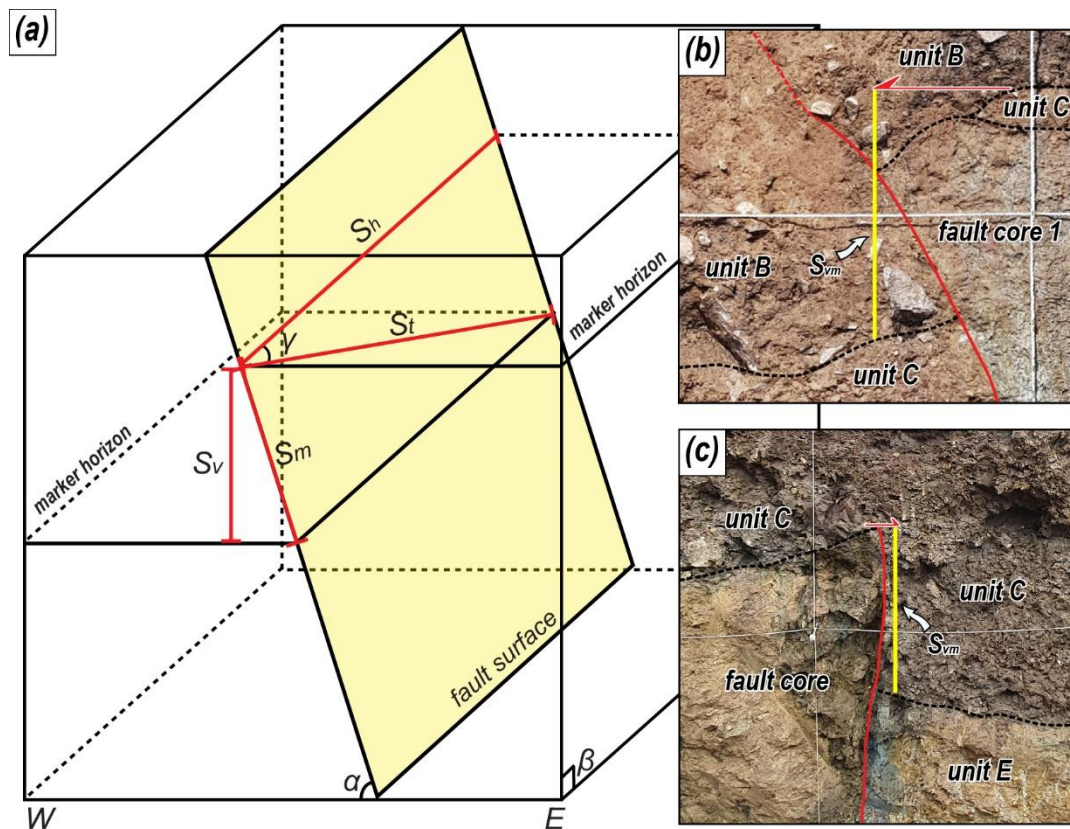 (a)
Sh
St
γ
marker horizon
marker horizon
Sv
Sm
fault surface
α
β
W
E
(b)
unit B
unit C
fault core 1
unit B
Svm
unit C
(c)
unit C
unit C
Svm
fault core
unit E